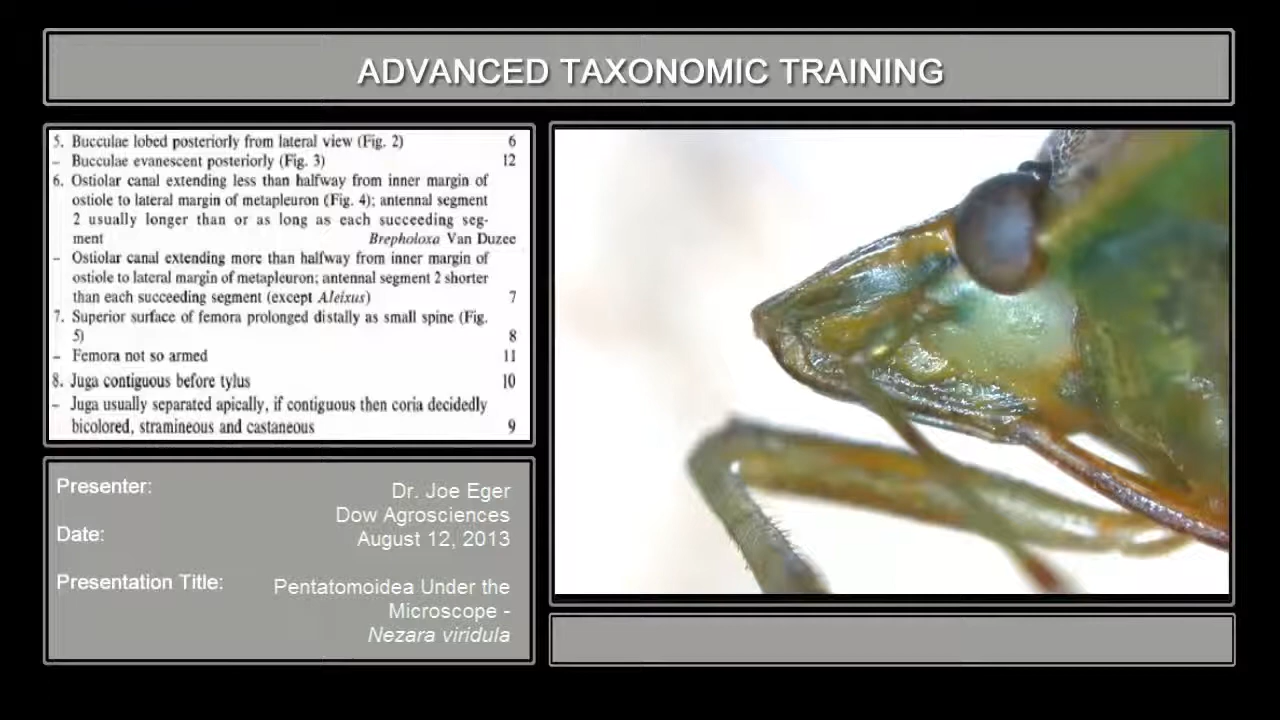 ADVANCED TAXONOMIC TRAINING
5. Bucculae lobed posteriorly from lateral view (Fig. 2) 6
– Bucculae evanescent posteriorly (Fig. 3) 12
6. Ostiolar canal extending less than halfway from inner margin of
ostiole to lateral margin of metapleuron (Fig. 4); antennal segment
2 usually longer than or as long as each succeeding seg-
ment Brepholoxa Van Duzee
– Ostiolar canal extending more than halfway from inner margin of
ostiole to lateral margin of metapleuron; antennal segment 2 shorter
than each succeeding segment (except Aleixus) 7
7. Superior surface of femora prolonged distally as small spine (Fig.
5) 8
– Femora not so armed 11
8. Juga contiguous before tylus 10
– Juga usually separated apically, if contiguous then coria decidedly
bicolored, stramineous and castaneous 9
Presenter: Dr. Joe Eger
Dow Agrosciences
Date: August 12, 2013
Presentation Title: Pentatomoidea Under the
Microscope -
Nezara viridula